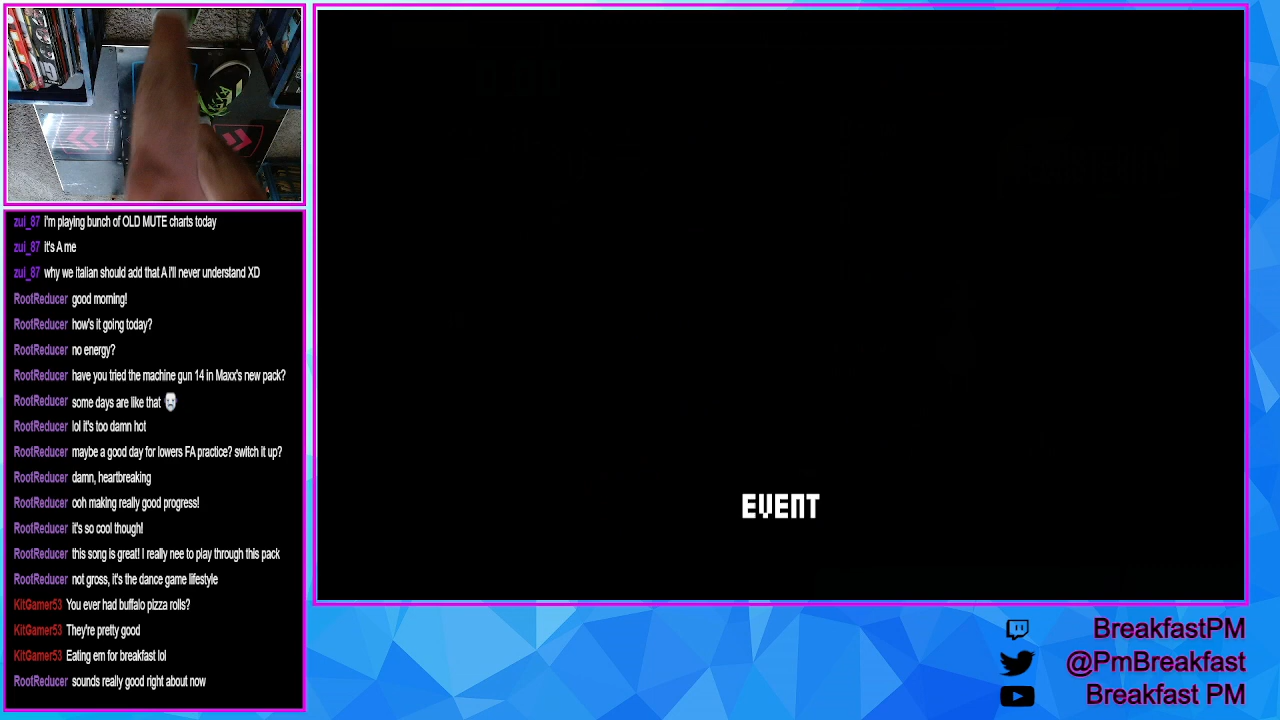 zui_87 I'm playing bunch of OLD MUTE charts today
zui_87 it's A me
zui_87 why we italian should add that A I'll never understand XD
RootReducer good morning!
RootReducer how's it going today?
RootReducer no energy?
RootReducer have you tried the machine gun 14 in Maxx's new pack?
RootReducer some days are like that
RootReducer lol it's too damn hot
RootReducer maybe a good day for lowers FA practice? switch it up?
RootReducer damn, heartbreaking
RootReducer ooh making really good progress!
RootReducer it's so cool though!
RootReducer this song is great! I really nee to play through this pack
RootReducer not gross, it's the dance game lifestyle
KitGamer53 You ever had buffalo pizza rolls?
KitGamer53 They're pretty good
KitGamer53 Eating em for breakfast lol
RootReducer sounds really good right about now
EVENT
BreakfastPM
@PmBreakfast
Breakfast PM